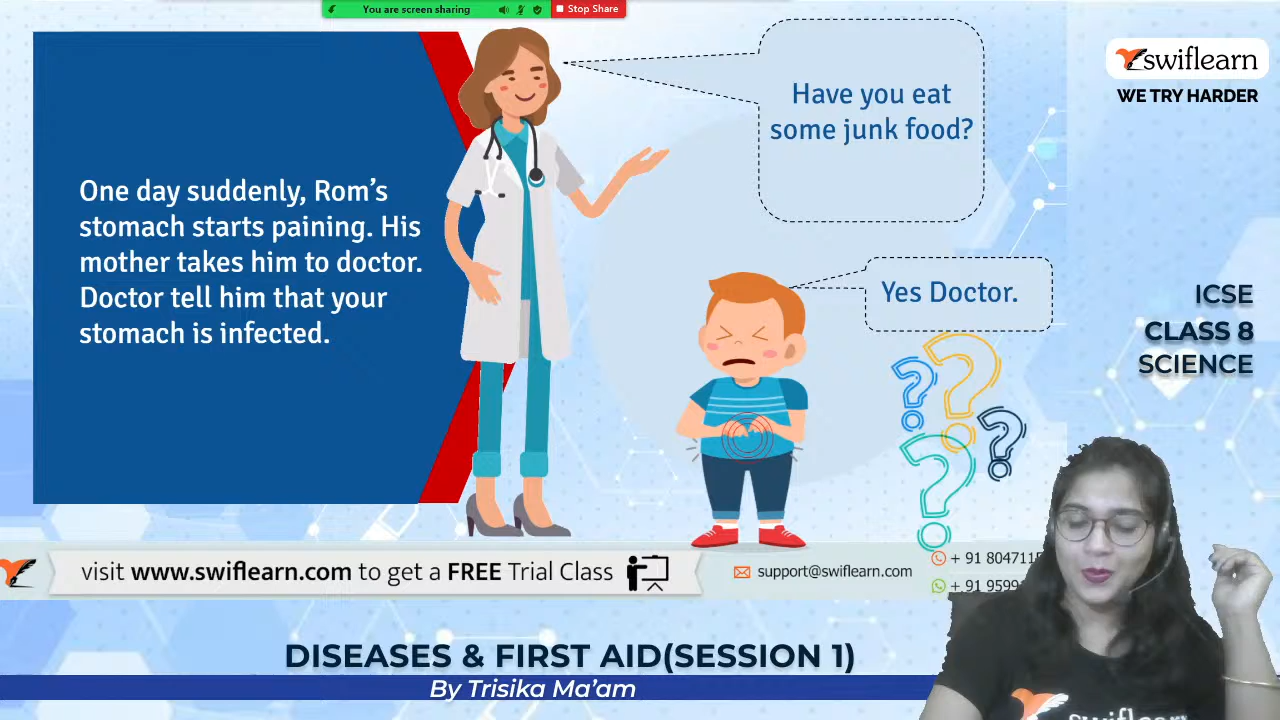 You are screen sharing
Stop Share
One day suddenly, Rom's
stomach starts paining. His
mother takes him to doctor.
Doctor tell him that your
stomach is infected.
Have you eat
some junk food?
Yes Doctor.
swiflearn
WE TRY HARDER
ICSE
CLASS 8
SCIENCE
visit www.swiflearn.com to get a FREE Trial Class
support@swiflearn.com
+ 91
+ 91
DISEASES & FIRST AID(SESSION 1)
By Trisika Ma'am
swiflearn